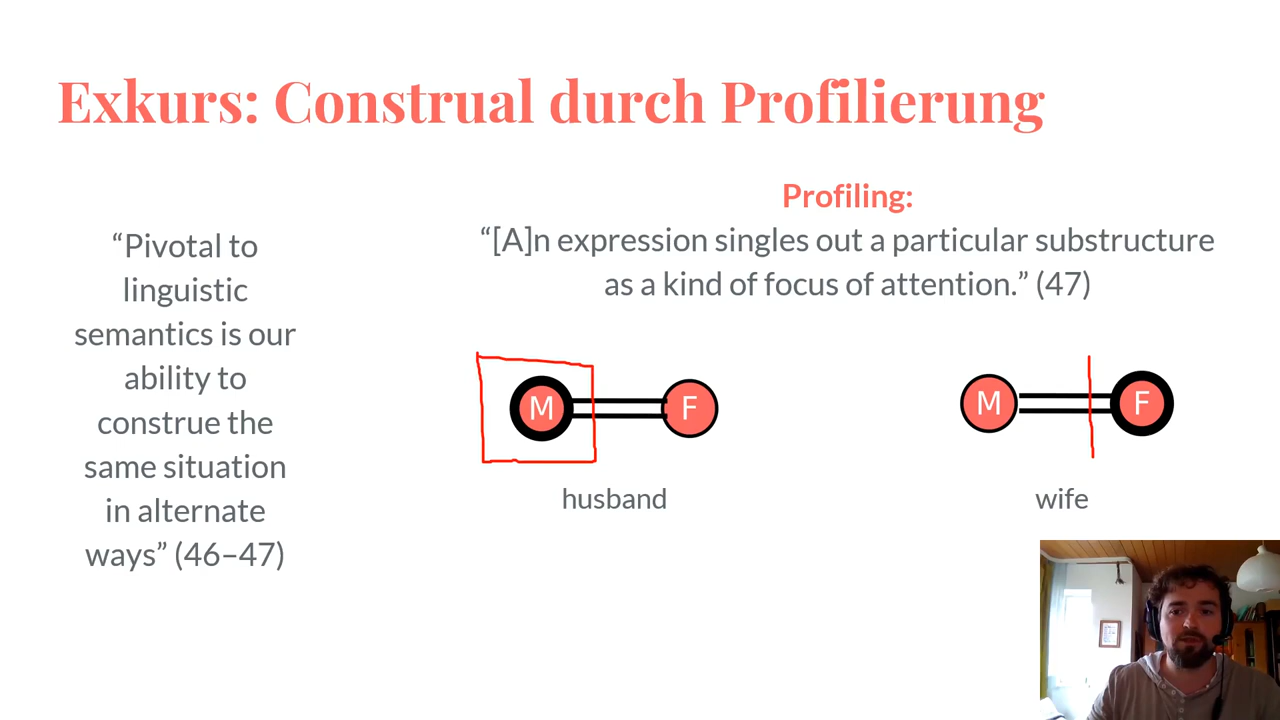 Exkurs: Construal durch Profilierung
“Pivotal to
linguistic
semantics is our
ability to
construe the
same situation
in alternate
ways” (46–47)
Profiling:
“[A]n expression singles out a particular substructure
as a kind of focus of attention.” (47)
M F
husband
M F
wife